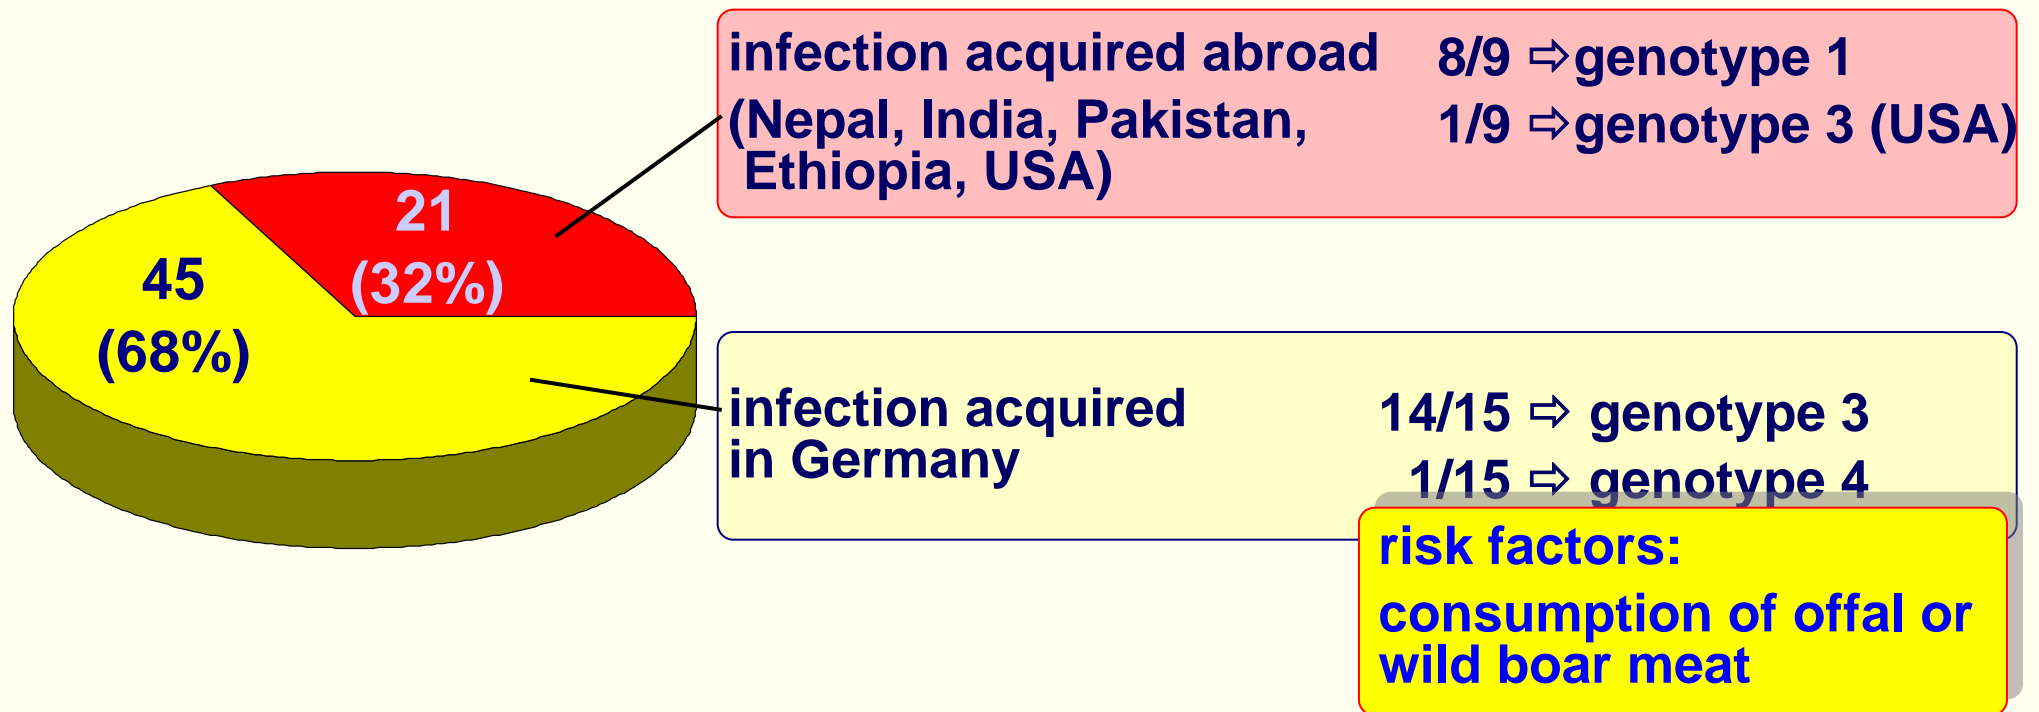 infection acquired abroad 8/9 ⇨genotype 1
(Nepal, India, Pakistan, 1/9 ⇨genotype 3 (USA)
Ethiopia, USA)
21
(32%)
45
(68%)
infection acquired 14/15 ⇨ genotype 3
in Germany
1/15 ⇨ genotype 4
risk factors:
consumption of offal or
wild boar meat